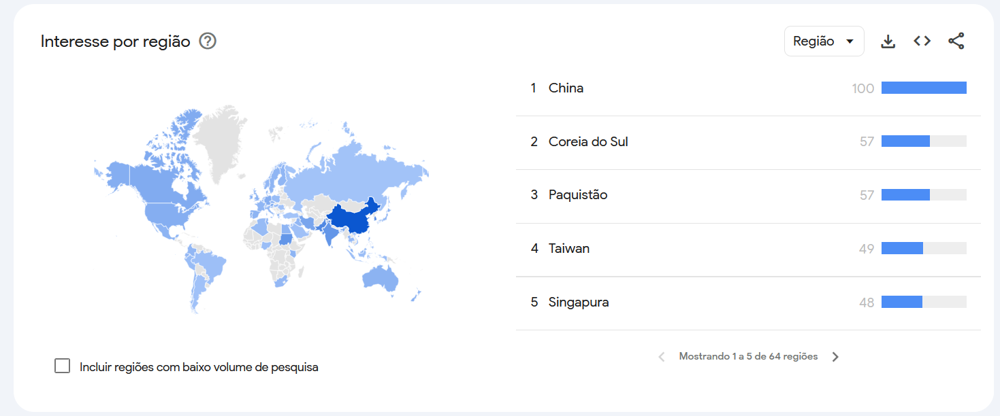 Interesse por região
Região
1 China 100
2 Coreia do Sul 57
3 Paquistão 57
4 Taiwan 49
5 Singapura 48
Incluir regiões com baixo volume de pesquisa
Mostrando 1 a 5 de 64 regiões